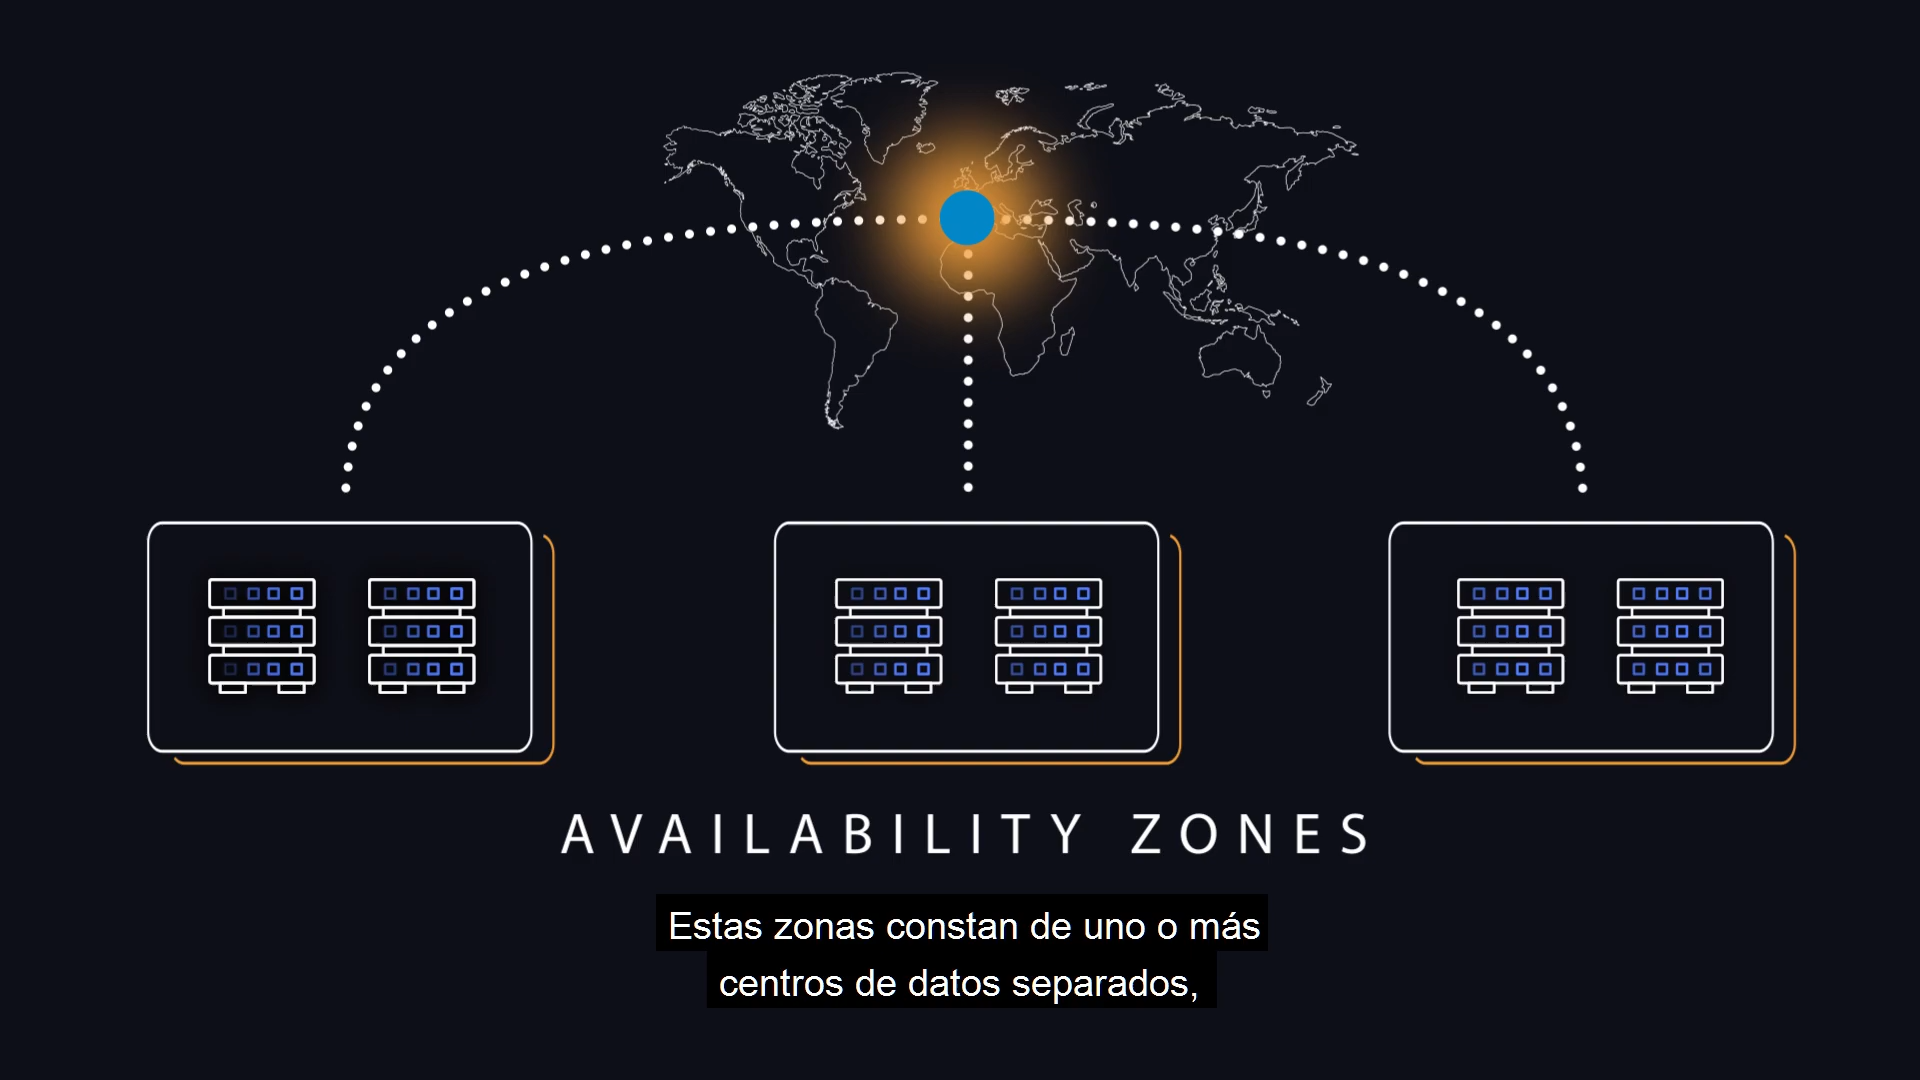 AVAILABILITY ZONES
Estas zonas constan de uno o más
centros de datos separados,